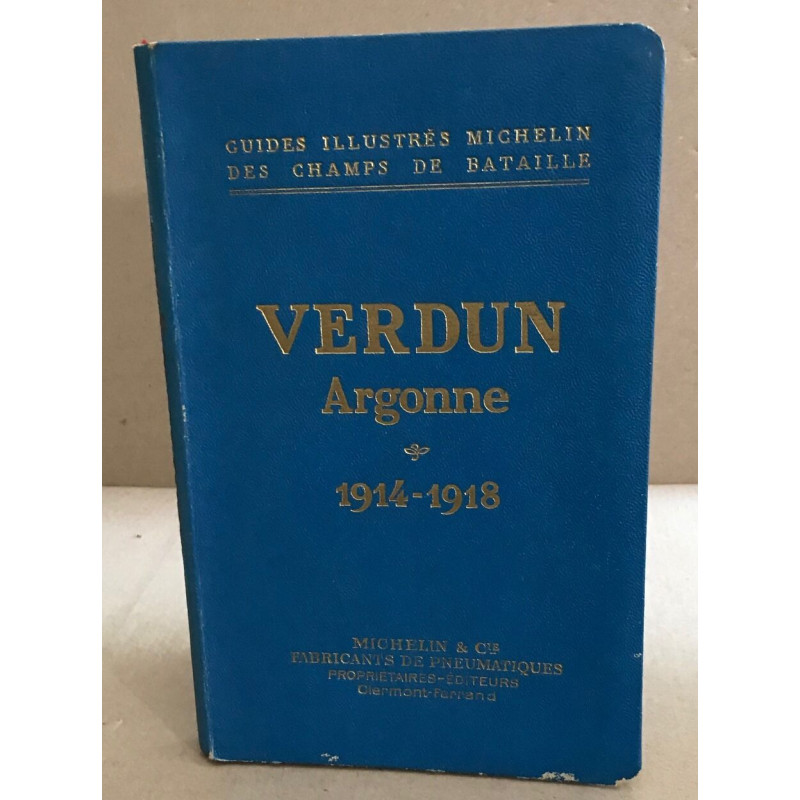 GUIDES ILLUSTRÉS MICHELIN
DES CHAMPS DE BATAILLE
VERDUN
Argonne
1914-1918
MICHELIN & Cie
FABRICANTS DE PNEUMATIQUES
PROPRIÉTAIRES-ÉDITEURS
Clermont-Ferrand